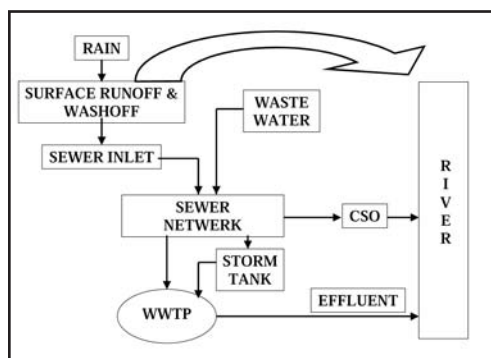 RAIN
SURFACE RUNOFF &
WASHOFF
WASTE
WATER
SEWER INLET
SEWER
NETWERK
CSO
STORM
TANK
WWTP
EFFLUENT
R
I
V
E
R